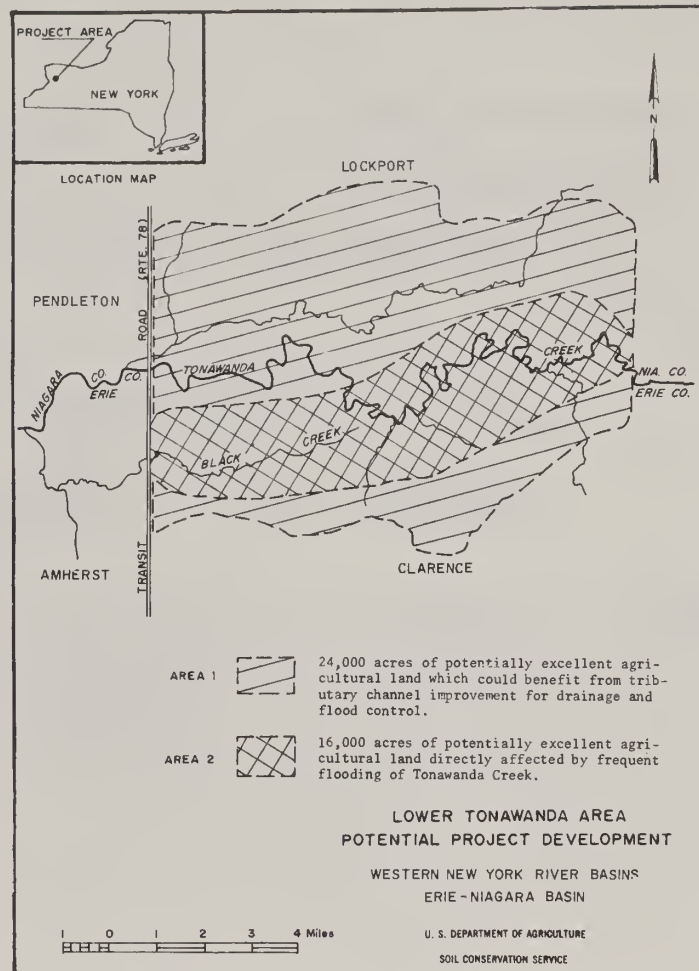 PROJECT AREA
NEW YORK
LOCATION MAP
N
LOCKPORT
(RTE. 78)
ROAD
TRANSIT
PENDLETON
NIAGARA CO.
ERIE CO.
TONAWANDA
CREEK
NIA. CO.
ERIE CO.
BLACK CREEK
AMHERST
CLARENCE
AREA 1
24,000 acres of potentially excellent agri-
cultural land which could benefit from trib-
utary channel improvement for drainage and
flood control.
AREA 2
16,000 acres of potentially excellent agri-
cultural land directly affected by frequent
flooding of Tonawanda Creek.
LOWER TONAWANDA AREA
POTENTIAL PROJECT DEVELOPMENT
WESTERN NEW YORK RIVER BASINS
ERIE-NIAGARA BASIN
1 0 1 2 3 4 Miles
U. S. DEPARTMENT OF AGRICULTURE
SOIL CONSERVATION SERVICE